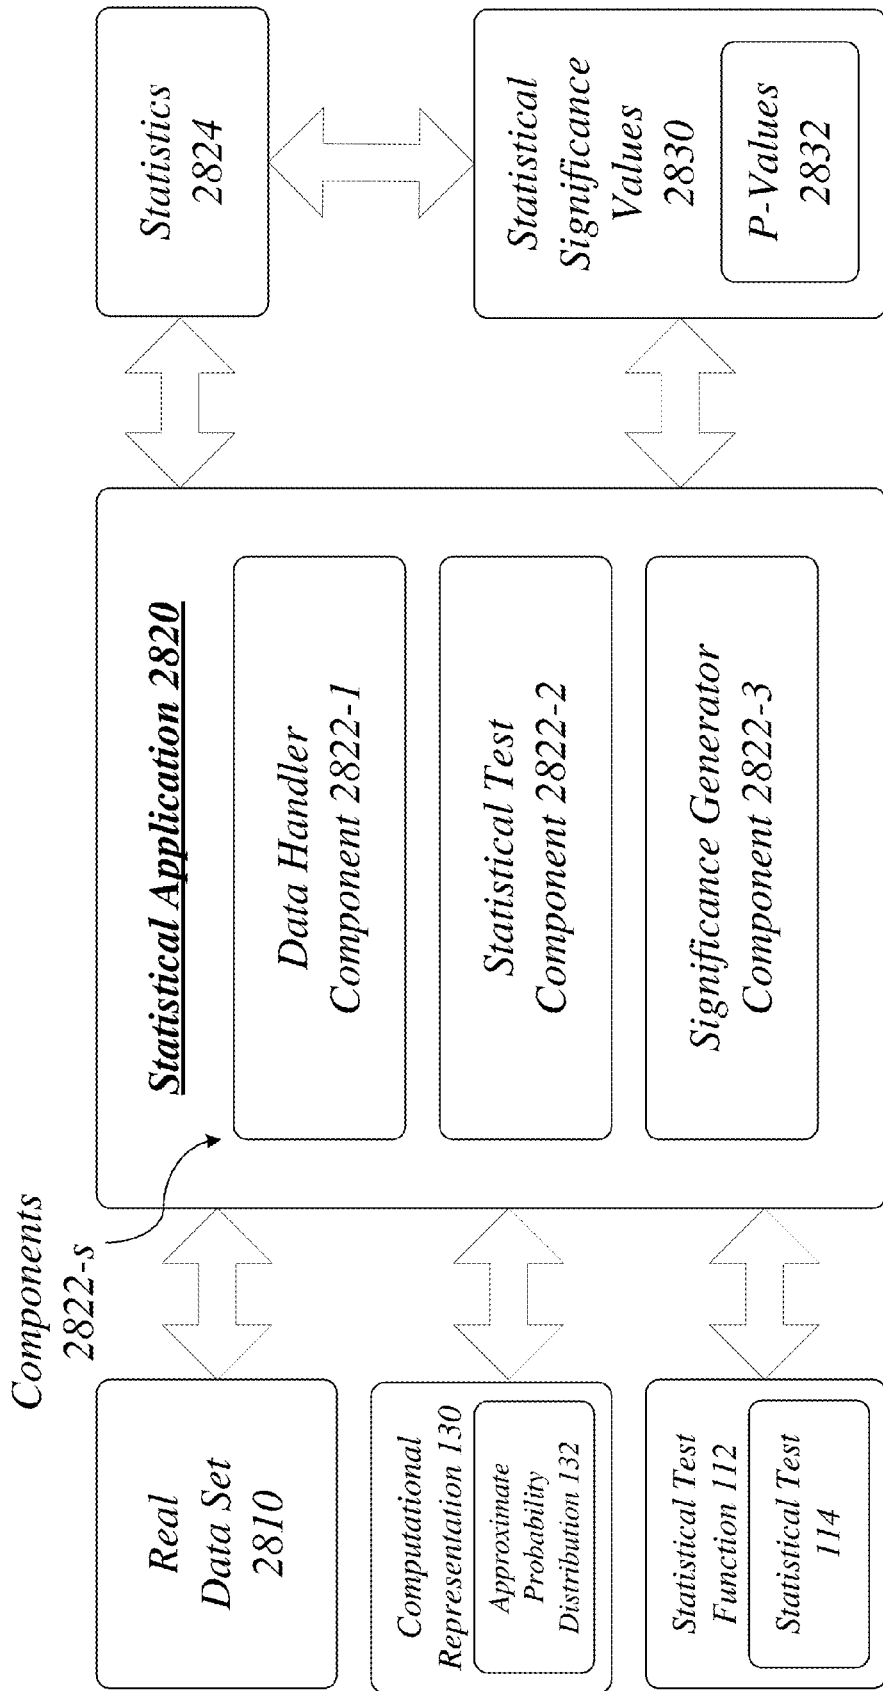 Components
2822-s
Real
Data Set
2810
Computational
Representation 130
Approximate
Probability
Distribution 132
Statistical Test
Function 112
Statistical Test
114
Statistical Application 2820
Data Handler
Component 2822-1
Statistical Test
Component 2822-2
Significance Generator
Component 2822-3
Statistics
2824
Statistical
Significance
Values
2830
P-Values
2832